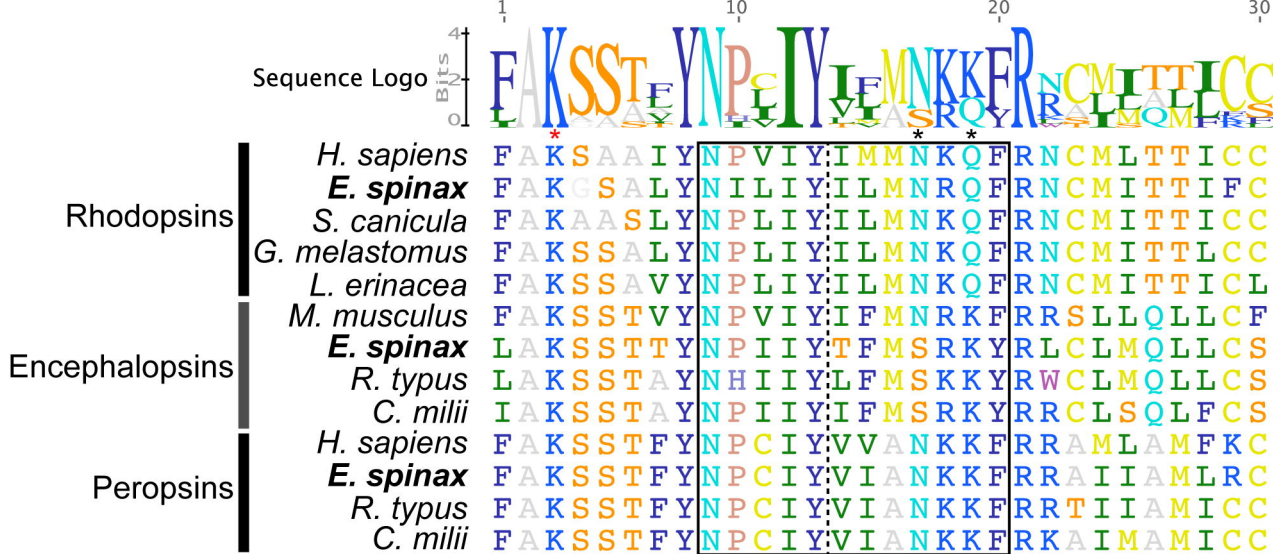 1 10 20 30
4
2
0
Bits
Sequence Logo
* * *
Rhodopsins
H. sapiens F A K S A A I Y N P V I Y I M M N K Q F R N C M L T T I C C
E. spinax F A K G S A L Y N I L I Y I L M N R Q F R N C M I T T I F C
S. canicula F A K A A S L Y N P L I Y I L M N K Q F R N C M I T T I C C
G. melastomus F A K S S A L Y N P L I Y I L M N K Q F R N C M I T T L C C
L. erinacea F A K S S A V Y N P L I Y I L M N K Q F R N C M I T T I C L
Encephalopsins
M. musculus F A K S S T V Y N P V I Y I F M N R K F R R S L L Q L L C F
E. spinax L A K S S T T Y N P I I Y T F M S R K Y R L C L M Q L L C S
R. typus L A K S S T A Y N H I I Y L F M S K K Y R W C L M Q L L C S
C. milii I A K S S T A Y N P I I Y I F M S R K Y R R C L S Q L F C S
Peropsins
H. sapiens F A K S S T F Y N P C I Y V V A N K K F R R A M L A M F K C
E. spinax F A K S S T F Y N P C I Y V I A N K K F R R A I I A M L R C
R. typus F A K S S T F Y N P C I Y V I A N K K F R R T I I A M I C C
C. milii F A K S S T F Y N P C I Y V I A N K K F R K A I M A M I C C